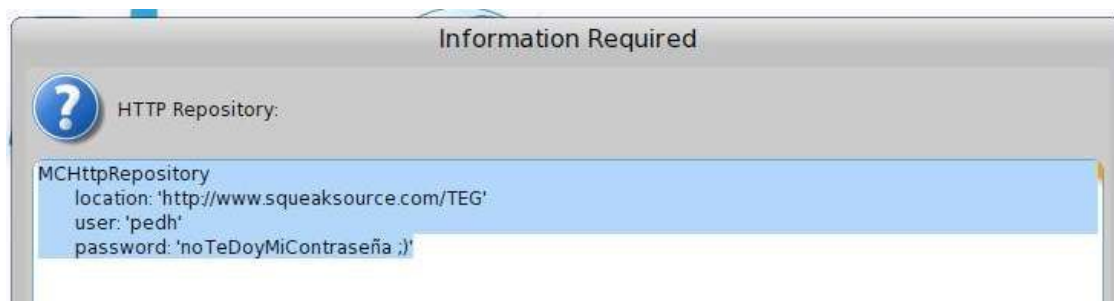 Information Required
HTTP Repository:
MCHttpRepository
location: 'http://www.squeaksource.com/TEG'
user: 'pedh'
password: 'noTeDoyMiContraseña ;)'